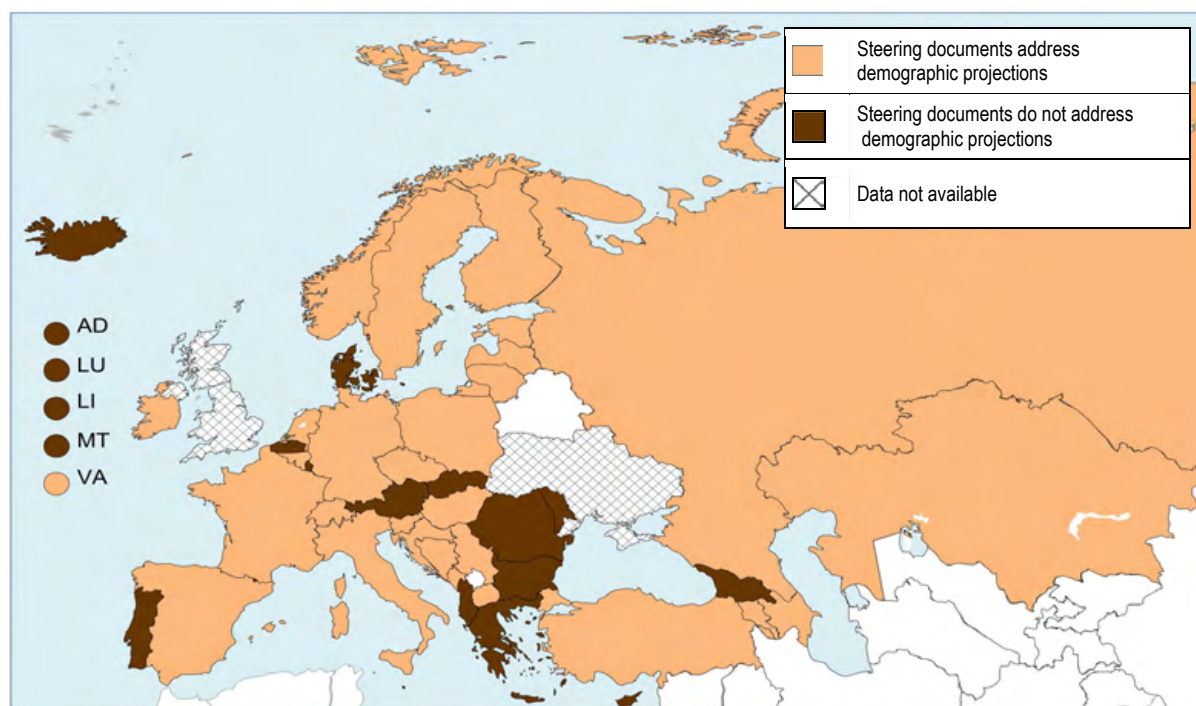 Steering documents address
demographic projections
Steering documents do not address
demographic projections
Data not available
AD
LU
LI
MT
VA